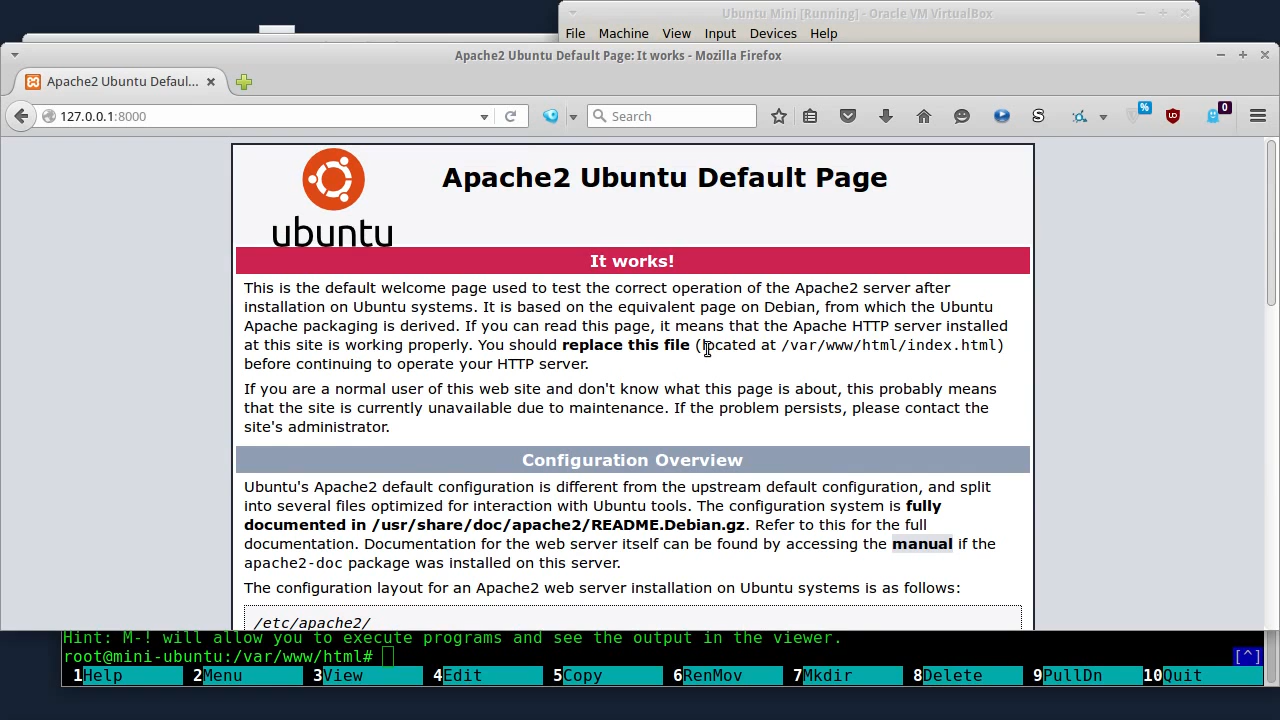 Ubuntu Mini [Running] - Oracle VM VirtualBox
File Machine View Input Devices Help
Apache2 Ubuntu Default Page: It works - Mozilla Firefox
Apache2 Ubuntu Defaul...
127.0.0.1:8000
Search
S
%
0
ubuntu
Apache2 Ubuntu Default Page
It works!
This is the default welcome page used to test the correct operation of the Apache2 server after
installation on Ubuntu systems. It is based on the equivalent page on Debian, from which the Ubuntu
Apache packaging is derived. If you can read this page, it means that the Apache HTTP server installed
at this site is working properly. You should replace this file (located at /var/www/html/index.html)
before continuing to operate your HTTP server.
If you are a normal user of this web site and don't know what this page is about, this probably means
that the site is currently unavailable due to maintenance. If the problem persists, please contact the
site's administrator.
Configuration Overview
Ubuntu's Apache2 default configuration is different from the upstream default configuration, and split
into several files optimized for interaction with Ubuntu tools. The configuration system is fully
documented in /usr/share/doc/apache2/README.Debian.gz. Refer to this for the full
documentation. Documentation for the web server itself can be found by accessing the manual if the
apache2-doc package was installed on this server.
The configuration layout for an Apache2 web server installation on Ubuntu systems is as follows:
/etc/apache2/
Hint: M-! will allow you to execute programs and see the output in the viewer.
root@mini-ubuntu:/var/www/html# [^]
1Help 2Menu 3View 4Edit 5Copy 6RenMov 7Mkdir 8Delete 9PullDn 10Quit